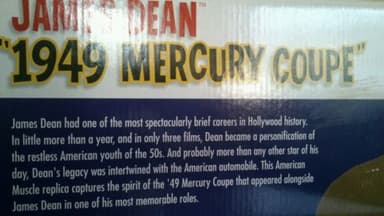 JAMES DEAN™
"1949 MERCURY COUPE"
James Dean had one of the most spectacularly brief careers in Hollywood history.
In little more than a year, and in only three films, Dean became a personification of
the restless American youth of the 50s. And probably more than any other star of his
day, Dean's legacy was intertwined with the American automobile. This American
Muscle replica captures the spirit of the '49 Mercury Coupe that appeared alongside
James Dean in one of his most memorable roles.